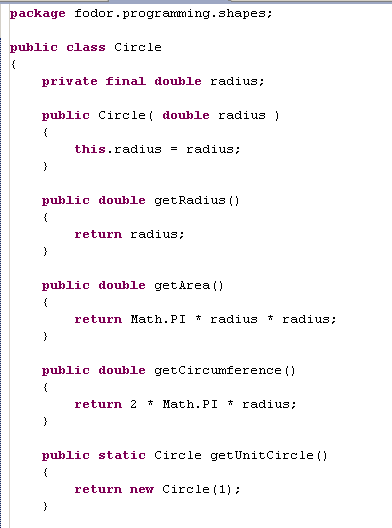 package fodor.programming.shapes;
public class Circle
{
private final double radius;
public Circle( double radius )
{
this.radius = radius;
}
public double getRadius()
{
return radius;
}
public double getArea()
{
return Math.PI * radius * radius;
}
public double getCircumference()
{
return 2 * Math.PI * radius;
}
public static Circle getUnitCircle()
{
return new Circle(1);
}